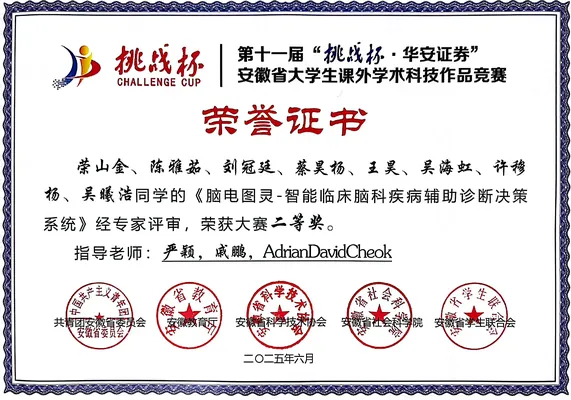 挑战杯
CHALLENGE CUP
第十一届“挑战杯·华安证券”
安徽省大学生课外学术科技作品竞赛
荣誉证书
荣山金、陈雅茹、刘冠廷、蔡昊杨、王昊、吴海虹、许穆
杨、吴曦浩同学的《脑电图灵-智能临床脑科疾病辅助诊断决策
系统》经专家评审，荣获大赛二等奖。
指导老师：严颖，戚鹏，AdrianDavidCheok
共青团安徽省委员会 安徽教育厅 安徽省科学技术协会 安徽省社会科学院 安徽省学生联合会
二〇二五年六月